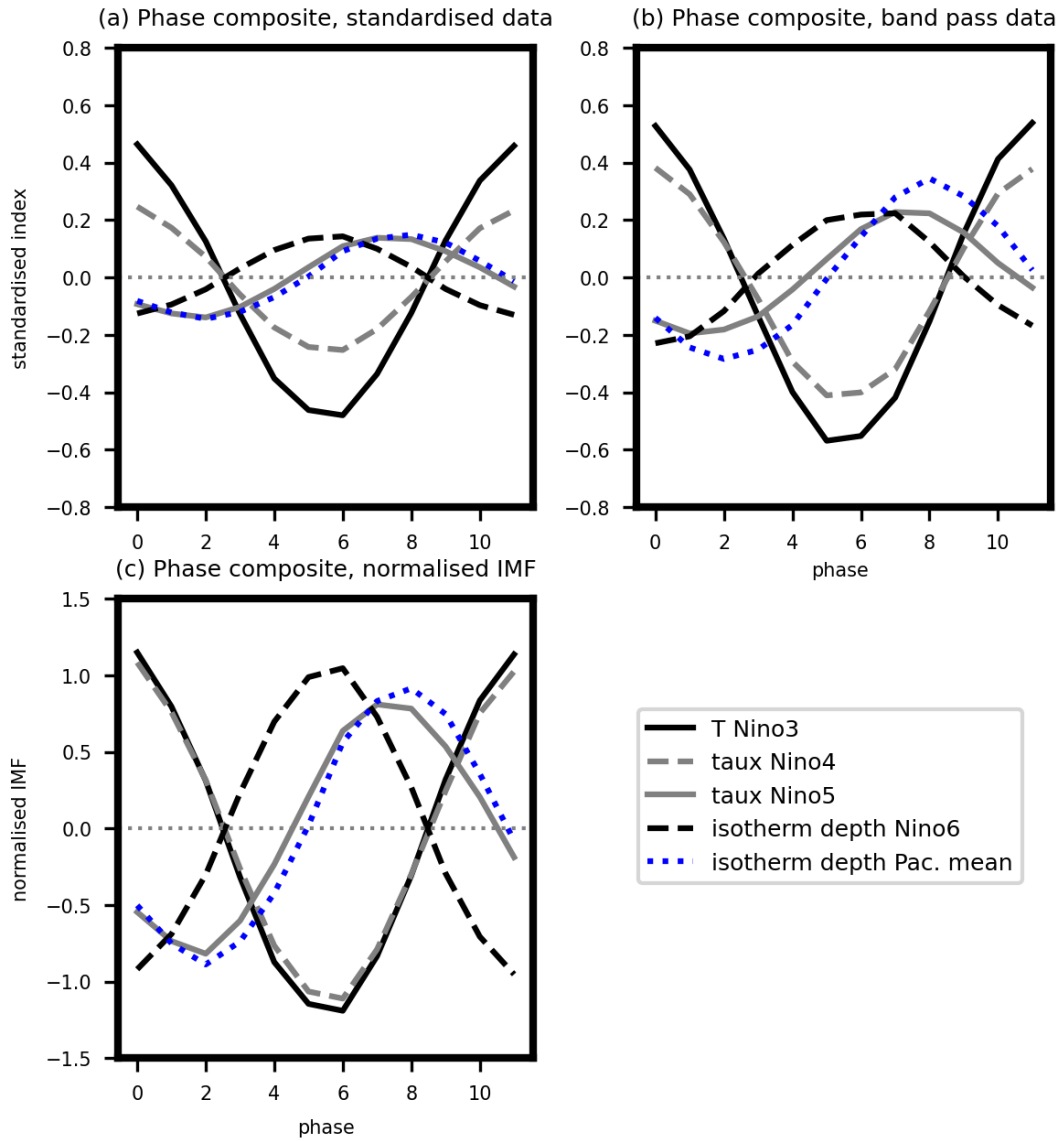 (a) Phase composite, standardised data
0.8
0.6
0.4
0.2
0.0
−0.2
−0.4
−0.6
−0.8
standardised index
0 2 4 6 8 10
(b) Phase composite, band pass data
0.8
0.6
0.4
0.2
0.0
−0.2
−0.4
−0.6
−0.8
0 2 4 6 8 10
phase
(c) Phase composite, normalised IMF
1.5
1.0
0.5
0.0
−0.5
−1.0
−1.5
normalised IMF
0 2 4 6 8 10
phase
T Nino3
taux Nino4
taux Nino5
isotherm depth Nino6
isotherm depth Pac. mean